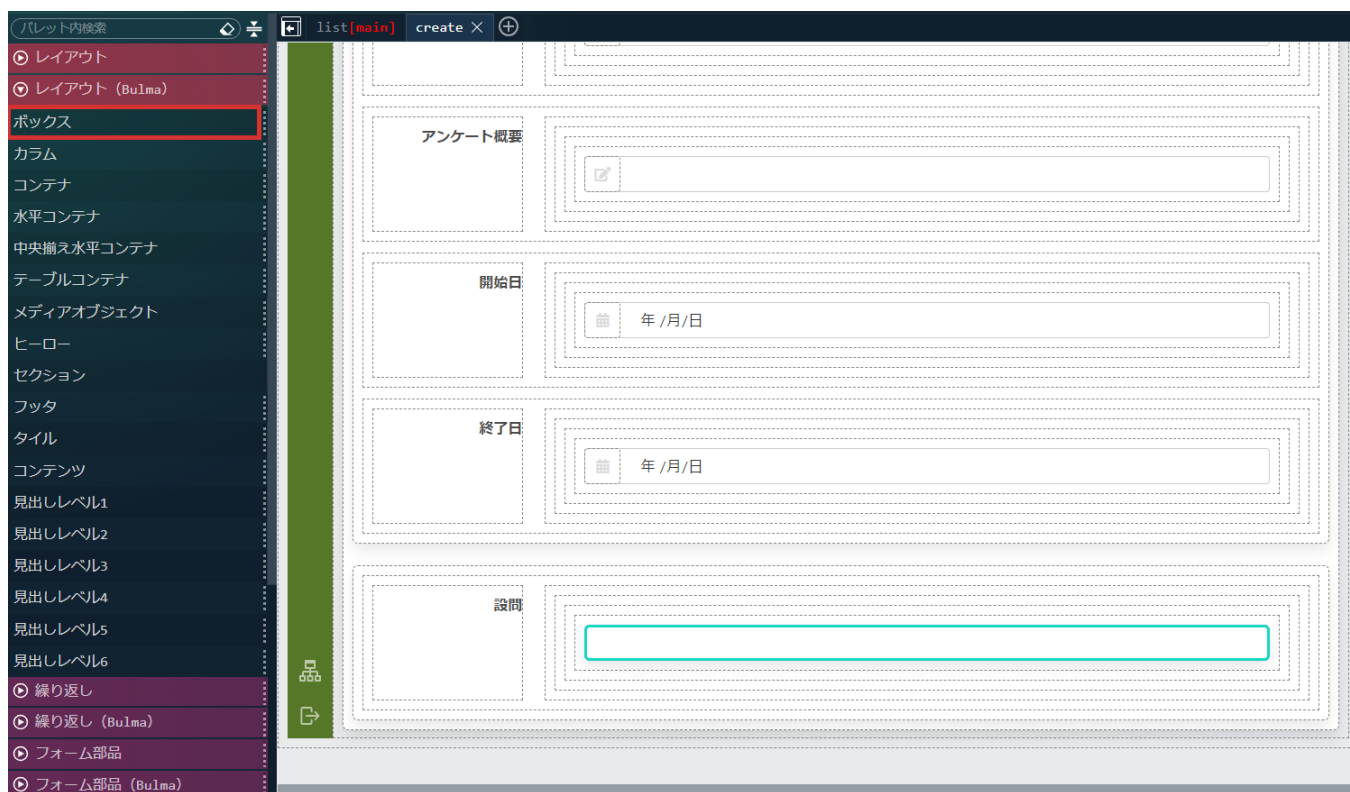 パレット内検索
list[main] create
レイアウト
レイアウト (Bulma)
ボックス
カラム
コンテナ
水平コンテナ
中央揃え水平コンテナ
テーブルコンテナ
メディアオブジェクト
ヒーロー
セクション
フッタ
タイル
コンテンツ
見出しレベル1
見出しレベル2
見出しレベル3
見出しレベル4
見出しレベル5
見出しレベル6
繰り返し
繰り返し (Bulma)
フォーム部品
フォーム部品 (Bulma)
アンケート概要
開始日
年 /月/日
終了日
年 /月/日
設問